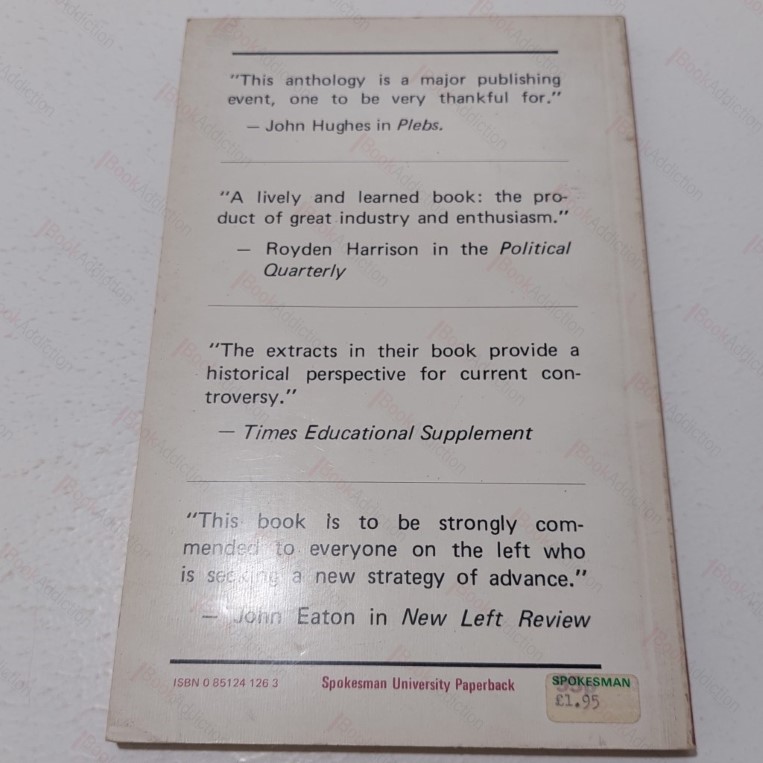 "This anthology is a major publishing
event, one to be very thankful for."
— John Hughes in Plebs.
"A lively and learned book: the pro-
duct of great industry and enthusiasm."
— Royden Harrison in the Political
Quarterly
"The extracts in their book provide a
historical perspective for current con-
troversy."
— Times Educational Supplement
"This book is to be strongly com-
mended to everyone on the left who
is seeking a new strategy of advance."
— John Eaton in New Left Review
ISBN 0 85124 126 3 Spokesman University Paperback
SPOKESMAN
£1.95
BookAddiction